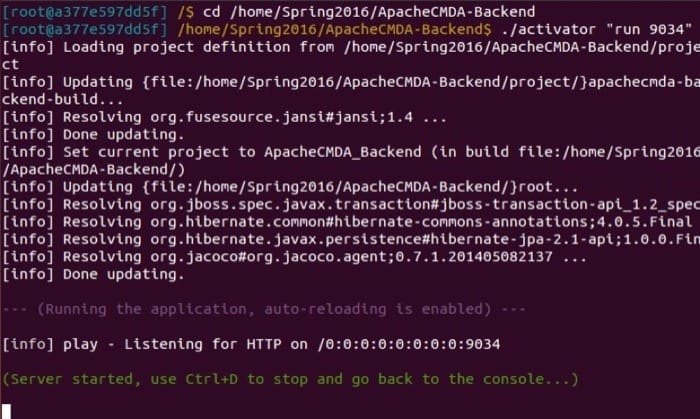 [root@a377e597dd5f] /$ cd /home/Spring2016/ApacheCMDA-Backend
[root@a377e597dd5f] /home/Spring2016/ApacheCMDA-Backend$ ./activator "run 9034"
[info] Loading project definition from /home/Spring2016/ApacheCMDA-Backend/proje
ct
[info] Updating {file:/home/Spring2016/ApacheCMDA-Backend/project/}apachecmda-ba
ckend-build...
[info] Resolving org.fusesource.jansi#jansi;1.4 ...
[info] Done updating.
[info] Set current project to ApacheCMDA_Backend (in build file:/home/Spring2016
/ApacheCMDA-Backend/)
[info] Updating {file:/home/Spring2016/ApacheCMDA-Backend/}root...
[info] Resolving org.jboss.spec.javax.transaction#jboss-transaction-api_1.2_spec
[info] Resolving org.hibernate.common#hibernate-commons-annotations;4.0.5.Final
[info] Resolving org.hibernate.javax.persistence#hibernate-jpa-2.1-api;1.0.0.Fin
[info] Resolving org.jacoco#org.jacoco.agent;0.7.1.201405082137 ...
[info] Done updating.
--- (Running the application, auto-reloading is enabled) ---
[info] play - Listening for HTTP on /0:0:0:0:0:0:0:0:9034
(Server started, use Ctrl+D to stop and go back to the console...)